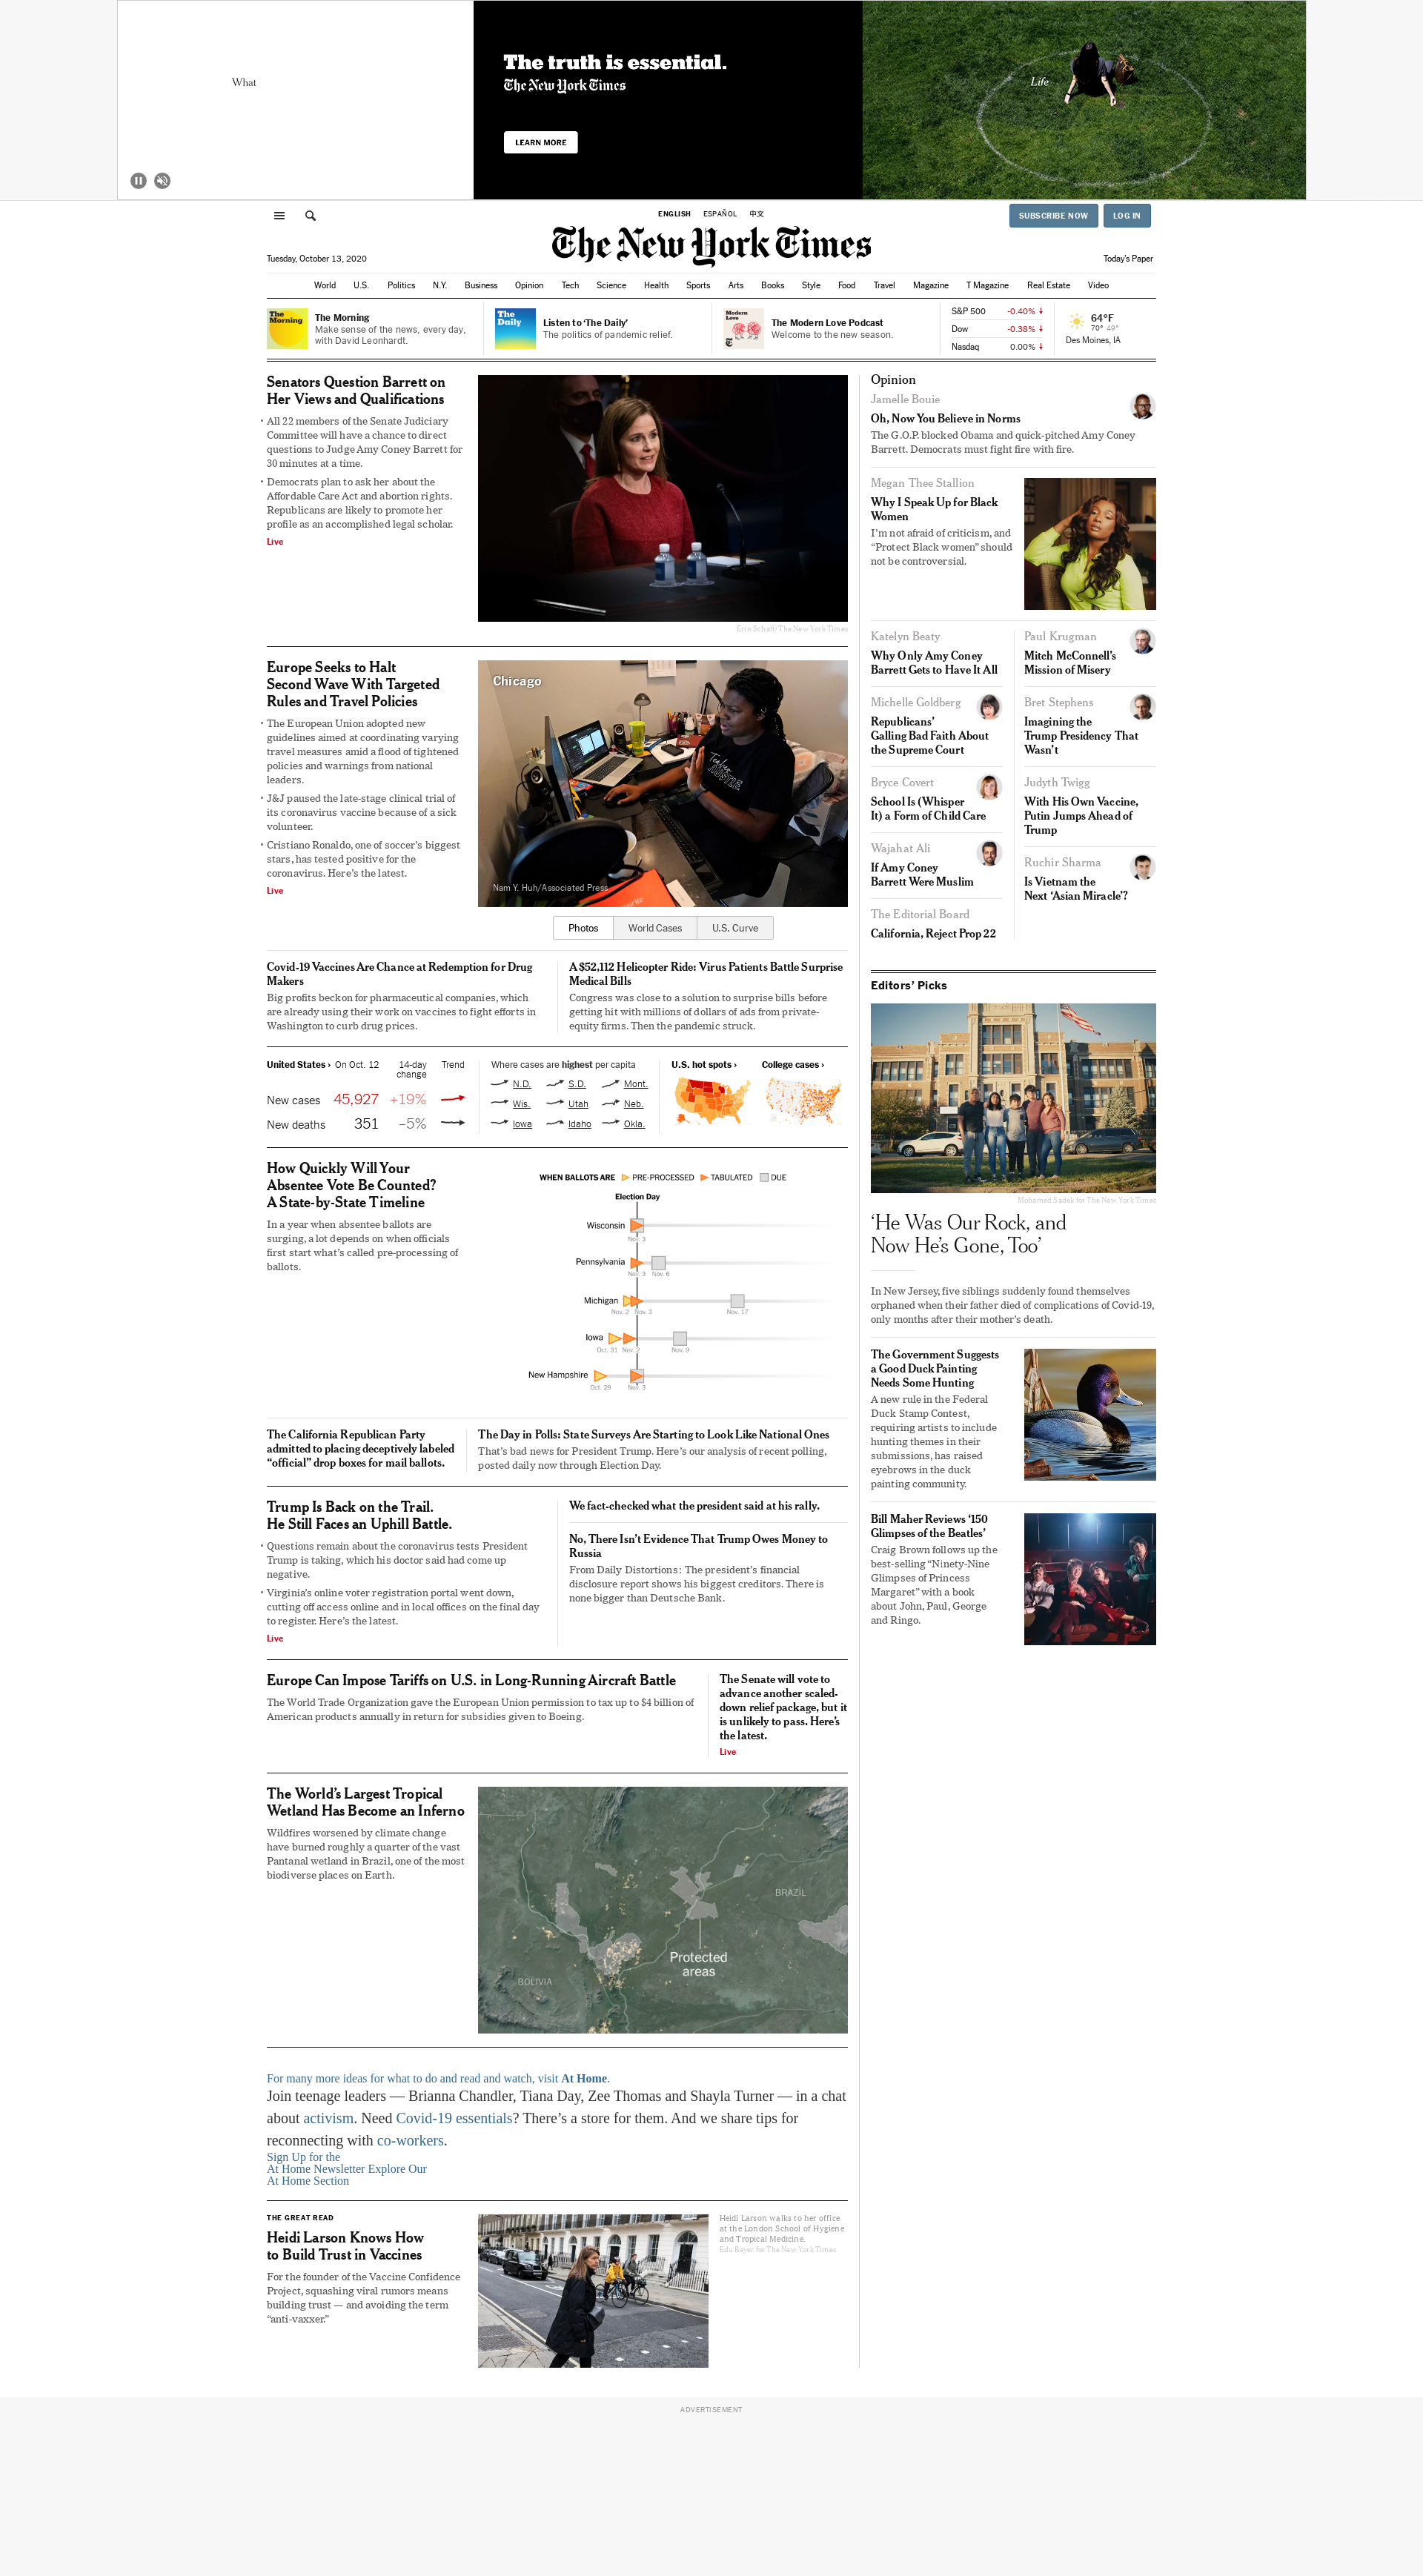 What
The truth is essential.
The New York Times
LEARN MORE
Life
ENGLISH ESPAÑOL 中文
SUBSCRIBE NOW LOG IN
The New York Times
Tuesday, October 13, 2020
Today's Paper
World U.S. Politics N.Y. Business Opinion Tech Science Health Sports Arts Books Style Food Travel Magazine T Magazine Real Estate Video
The Morning
The Morning
Make sense of the news, every day,
with David Leonhardt.
The Daily
Listen to ‘The Daily’
The politics of pandemic relief.
Modern Love
The Modern Love Podcast
Welcome to the new season.
S&P 500 -0.40%
Dow -0.38%
Nasdaq 0.00%
64°F
70° 49°
Des Moines, IA
Senators Question Barrett on
Her Views and Qualifications
• All 22 members of the Senate Judiciary
Committee will have a chance to direct
questions to Judge Amy Coney Barrett for
30 minutes at a time.
• Democrats plan to ask her about the
Affordable Care Act and abortion rights.
Republicans are likely to promote her
profile as an accomplished legal scholar.
Live
Erin Schaff/The New York Times
Europe Seeks to Halt
Second Wave With Targeted
Rules and Travel Policies
• The European Union adopted new
guidelines aimed at coordinating varying
travel measures amid a flood of tightened
policies and warnings from national
leaders.
• J&J paused the late-stage clinical trial of
its coronavirus vaccine because of a sick
volunteer.
• Cristiano Ronaldo, one of soccer’s biggest
stars, has tested positive for the
coronavirus. Here’s the latest.
Live
Chicago
Nam Y. Huh/Associated Press
Photos World Cases U.S. Curve
Covid-19 Vaccines Are Chance at Redemption for Drug
Makers
Big profits beckon for pharmaceutical companies, which
are already using their work on vaccines to fight efforts in
Washington to curb drug prices.
A $52,112 Helicopter Ride: Virus Patients Battle Surprise
Medical Bills
Congress was close to a solution to surprise bills before
getting hit with millions of dollars of ads from private-
equity firms. Then the pandemic struck.
United States › On Oct. 12 14-day change Trend
New cases 45,927 +19%
New deaths 351 –5%
Where cases are highest per capita
N.D. S.D. Mont.
Wis. Utah Neb.
Iowa Idaho Okla.
U.S. hot spots ›
College cases ›
How Quickly Will Your
Absentee Vote Be Counted?
A State-by-State Timeline
In a year when absentee ballots are
surging, a lot depends on when officials
first start what’s called pre-processing of
ballots.
WHEN BALLOTS ARE PRE-PROCESSED TABULATED DUE
Election Day
Wisconsin
Nov. 3
Pennsylvania
Nov. 3 Nov. 6
Michigan
Nov. 2 Nov. 3 Nov. 17
Iowa
Oct. 31 Nov. 2 Nov. 9
New Hampshire
Oct. 29 Nov. 3
The California Republican Party
admitted to placing deceptively labeled
“official” drop boxes for mail ballots.
The Day in Polls: State Surveys Are Starting to Look Like National Ones
That’s bad news for President Trump. Here’s our analysis of recent polling,
posted daily now through Election Day.
Trump Is Back on the Trail.
He Still Faces an Uphill Battle.
• Questions remain about the coronavirus tests President
Trump is taking, which his doctor said had come up
negative.
• Virginia’s online voter registration portal went down,
cutting off access online and in local offices on the final day
to register. Here’s the latest.
Live
We fact-checked what the president said at his rally.
No, There Isn’t Evidence That Trump Owes Money to
Russia
From Daily Distortions: The president’s financial
disclosure report shows his biggest creditors. There is
none bigger than Deutsche Bank.
Europe Can Impose Tariffs on U.S. in Long-Running Aircraft Battle
The World Trade Organization gave the European Union permission to tax up to $4 billion of
American products annually in return for subsidies given to Boeing.
The Senate will vote to
advance another scaled-
down relief package, but it
is unlikely to pass. Here’s
the latest.
Live
The World’s Largest Tropical
Wetland Has Become an Inferno
Wildfires worsened by climate change
have burned roughly a quarter of the vast
Pantanal wetland in Brazil, one of the most
biodiverse places on Earth.
BRAZIL
Protected
areas
BOLIVIA
For many more ideas for what to do and read and watch, visit At Home.
Join teenage leaders — Brianna Chandler, Tiana Day, Zee Thomas and Shayla Turner — in a chat
about activism. Need Covid-19 essentials? There’s a store for them. And we share tips for
reconnecting with co-workers.
Sign Up for the
At Home Newsletter Explore Our
At Home Section
THE GREAT READ
Heidi Larson Knows How
to Build Trust in Vaccines
For the founder of the Vaccine Confidence
Project, squashing viral rumors means
building trust — and avoiding the term
“anti-vaxxer.”
Heidi Larson walks to her office
at the London School of Hygiene
and Tropical Medicine.
Edu Bayer for The New York Times
Opinion
Jamelle Bouie
Oh, Now You Believe in Norms
The G.O.P. blocked Obama and quick-pitched Amy Coney
Barrett. Democrats must fight fire with fire.
Megan Thee Stallion
Why I Speak Up for Black
Women
I’m not afraid of criticism, and
“Protect Black women” should
not be controversial.
Katelyn Beaty
Why Only Amy Coney
Barrett Gets to Have It All
Michelle Goldberg
Republicans’
Galling Bad Faith About
the Supreme Court
Bryce Covert
School Is (Whisper
It) a Form of Child Care
Wajahat Ali
If Amy Coney
Barrett Were Muslim
The Editorial Board
California, Reject Prop 22
Paul Krugman
Mitch McConnell’s
Mission of Misery
Bret Stephens
Imagining the
Trump Presidency That
Wasn’t
Judyth Twigg
With His Own Vaccine,
Putin Jumps Ahead of
Trump
Ruchir Sharma
Is Vietnam the
Next ‘Asian Miracle’?
Editors’ Picks
Mohamed Sadek for The New York Times
‘He Was Our Rock, and
Now He’s Gone, Too’
In New Jersey, five siblings suddenly found themselves
orphaned when their father died of complications of Covid-19,
only months after their mother’s death.
The Government Suggests
a Good Duck Painting
Needs Some Hunting
A new rule in the Federal
Duck Stamp Contest,
requiring artists to include
hunting themes in their
submissions, has raised
eyebrows in the duck
painting community.
Bill Maher Reviews ‘150
Glimpses of the Beatles’
Craig Brown follows up the
best-selling “Ninety-Nine
Glimpses of Princess
Margaret” with a book
about John, Paul, George
and Ringo.
ADVERTISEMENT